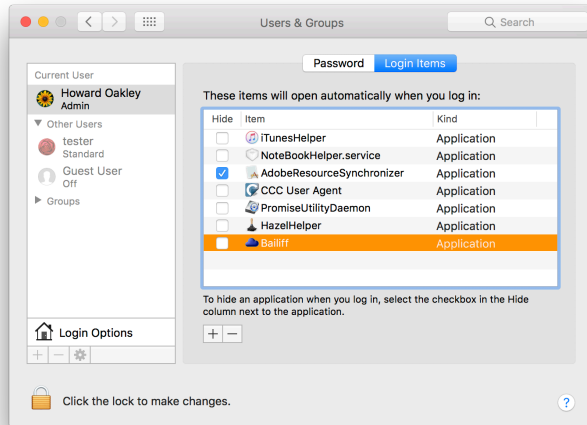 Users & Groups
Search
Password
Login Items
Current User
Howard Oakley
Admin
Other Users
tester
Standard
Guest User
Off
Groups
Login Options
These items will open automatically when you log in:
Hide Item Kind
iTunesHelper Application
NoteBookHelper.service Application
AdobeResourceSynchronizer Application
CCC User Agent Application
PromiseUtilityDaemon Application
HazelHelper Application
Bailiff Application
To hide an application when you log in, select the checkbox in the Hide
column next to the application.
Click the lock to make changes.